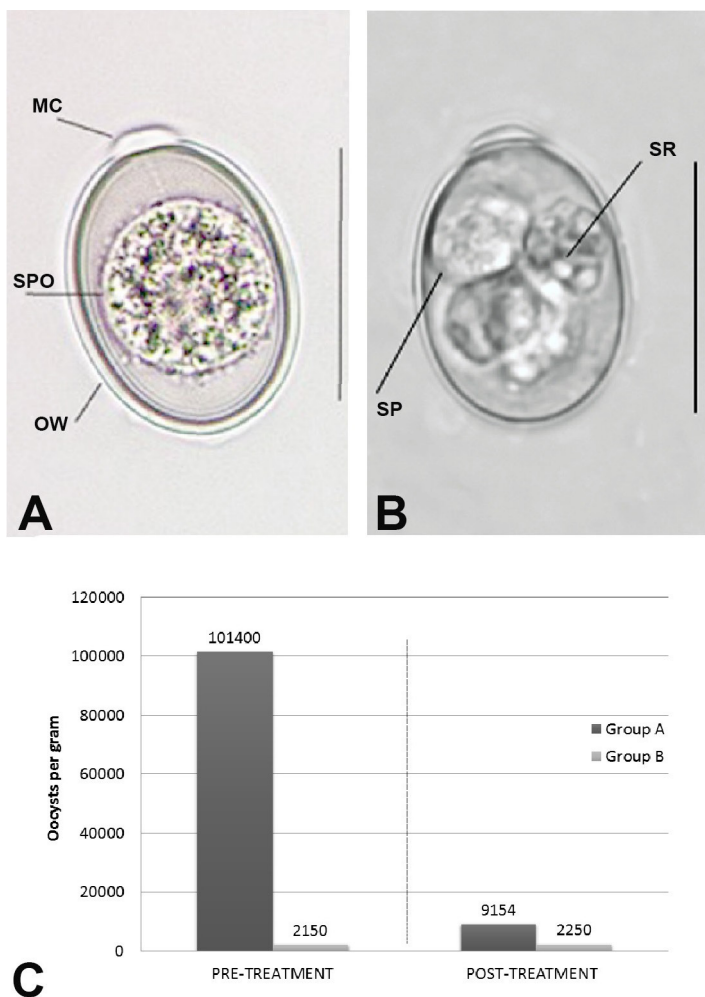 MC
SPO
OW
A
SR
SP
B
120000
100000
80000
60000
40000
20000
0
Oocysts per gram
101400
2150
9154
2250
Group A
Group B
PRE-TREATMENT
POST-TREATMENT
C